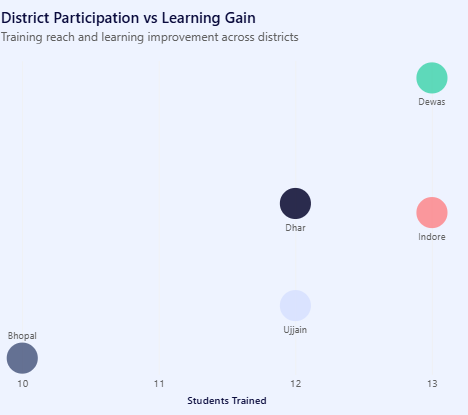 District Participation vs Learning Gain
Training reach and learning improvement across districts
Dewas
Dhar
Indore
Ujjain
Bhopal
10 11 12 13
Students Trained